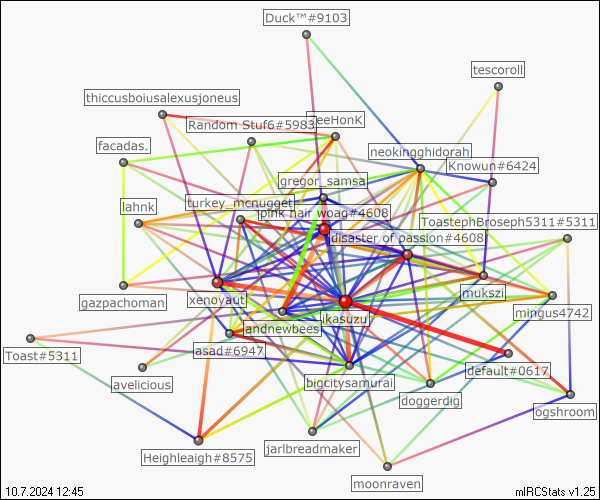 Duck™#9103
tescoroll
thiccusboiusalexusjoneus
Random Stuf6#5983
JeeHonK
facadas.
neokingghidorah
Knowun#6424
gregor_samsa
lahnk
turkey_mcnugget
pink hair woag#4608
ToastephBroseph5311#5311
disaster of passion#4608
gazpachoman
xenoyaut
mukszi
ikasuzu
andnewbees
mingus4742
Toast#5311
asad#6947
avelicious
bigcitysamurai
default#0617
doggerdig
ogshroom
Heighleaigh#8575
jarlbreadmaker
moonraven
10.7.2024 12:45
mIRCStats v1.25